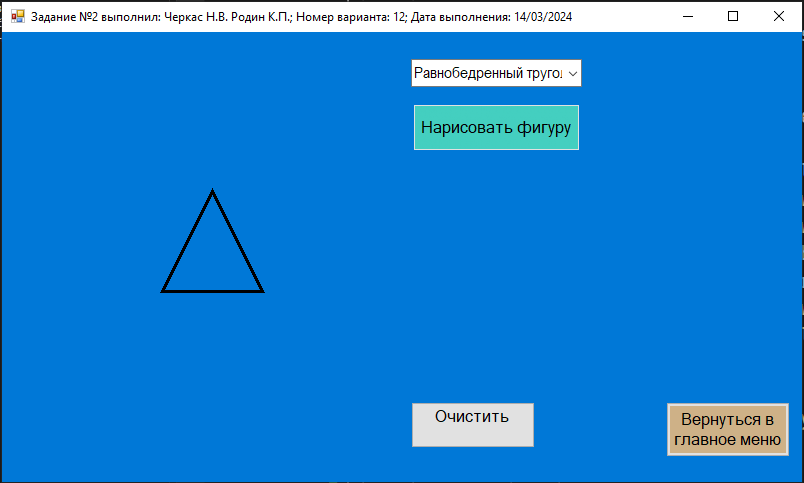 Задание №2 выполнил: Черкас Н.В. Родин К.П.; Номер варианта: 12; Дата выполнения: 14/03/2024
Равнобедренный тругол
Нарисовать фигуру
Очистить
Вернуться в
главное меню